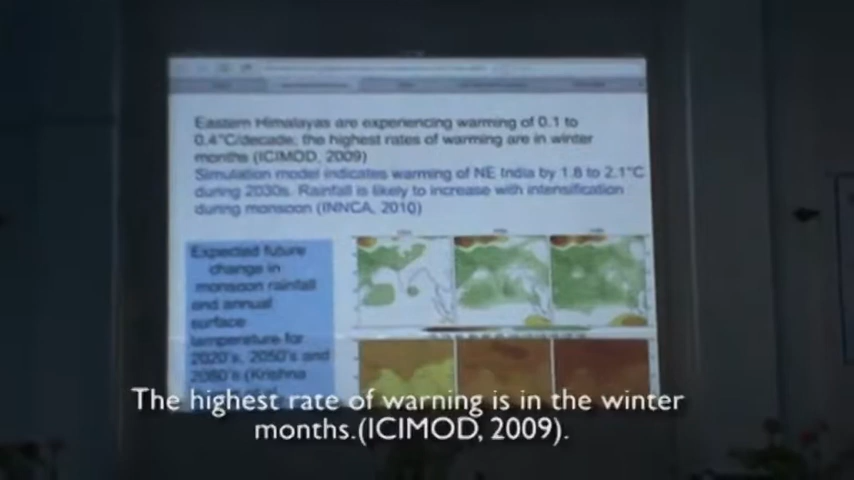 Eastern Himalayas are experiencing warming of 0.1 to
0.4°C/decade, the highest rates of warming are in winter
months (ICIMOD, 2009)
Simulation model indicates warming of NE India by 1.8 to 2.1°C
during 2030s. Rainfall is likely to increase with intensification
during monsoon (INNCA, 2010)
Expected future
change in
monsoon rainfall
and annual
surface
temperature for
2020's, 2050's and
2080's (Krishna
The highest rate of warning is in the winter
months.(ICIMOD, 2009).